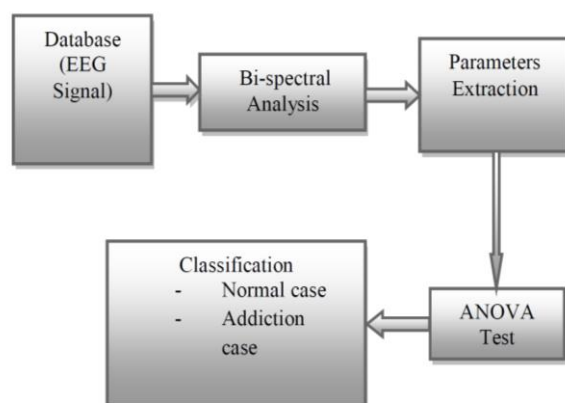 Database
(EEG
Signal)
Bi-spectral
Analysis
Parameters
Extraction
ANOVA
Test
Classification
- Normal case
- Addiction
case